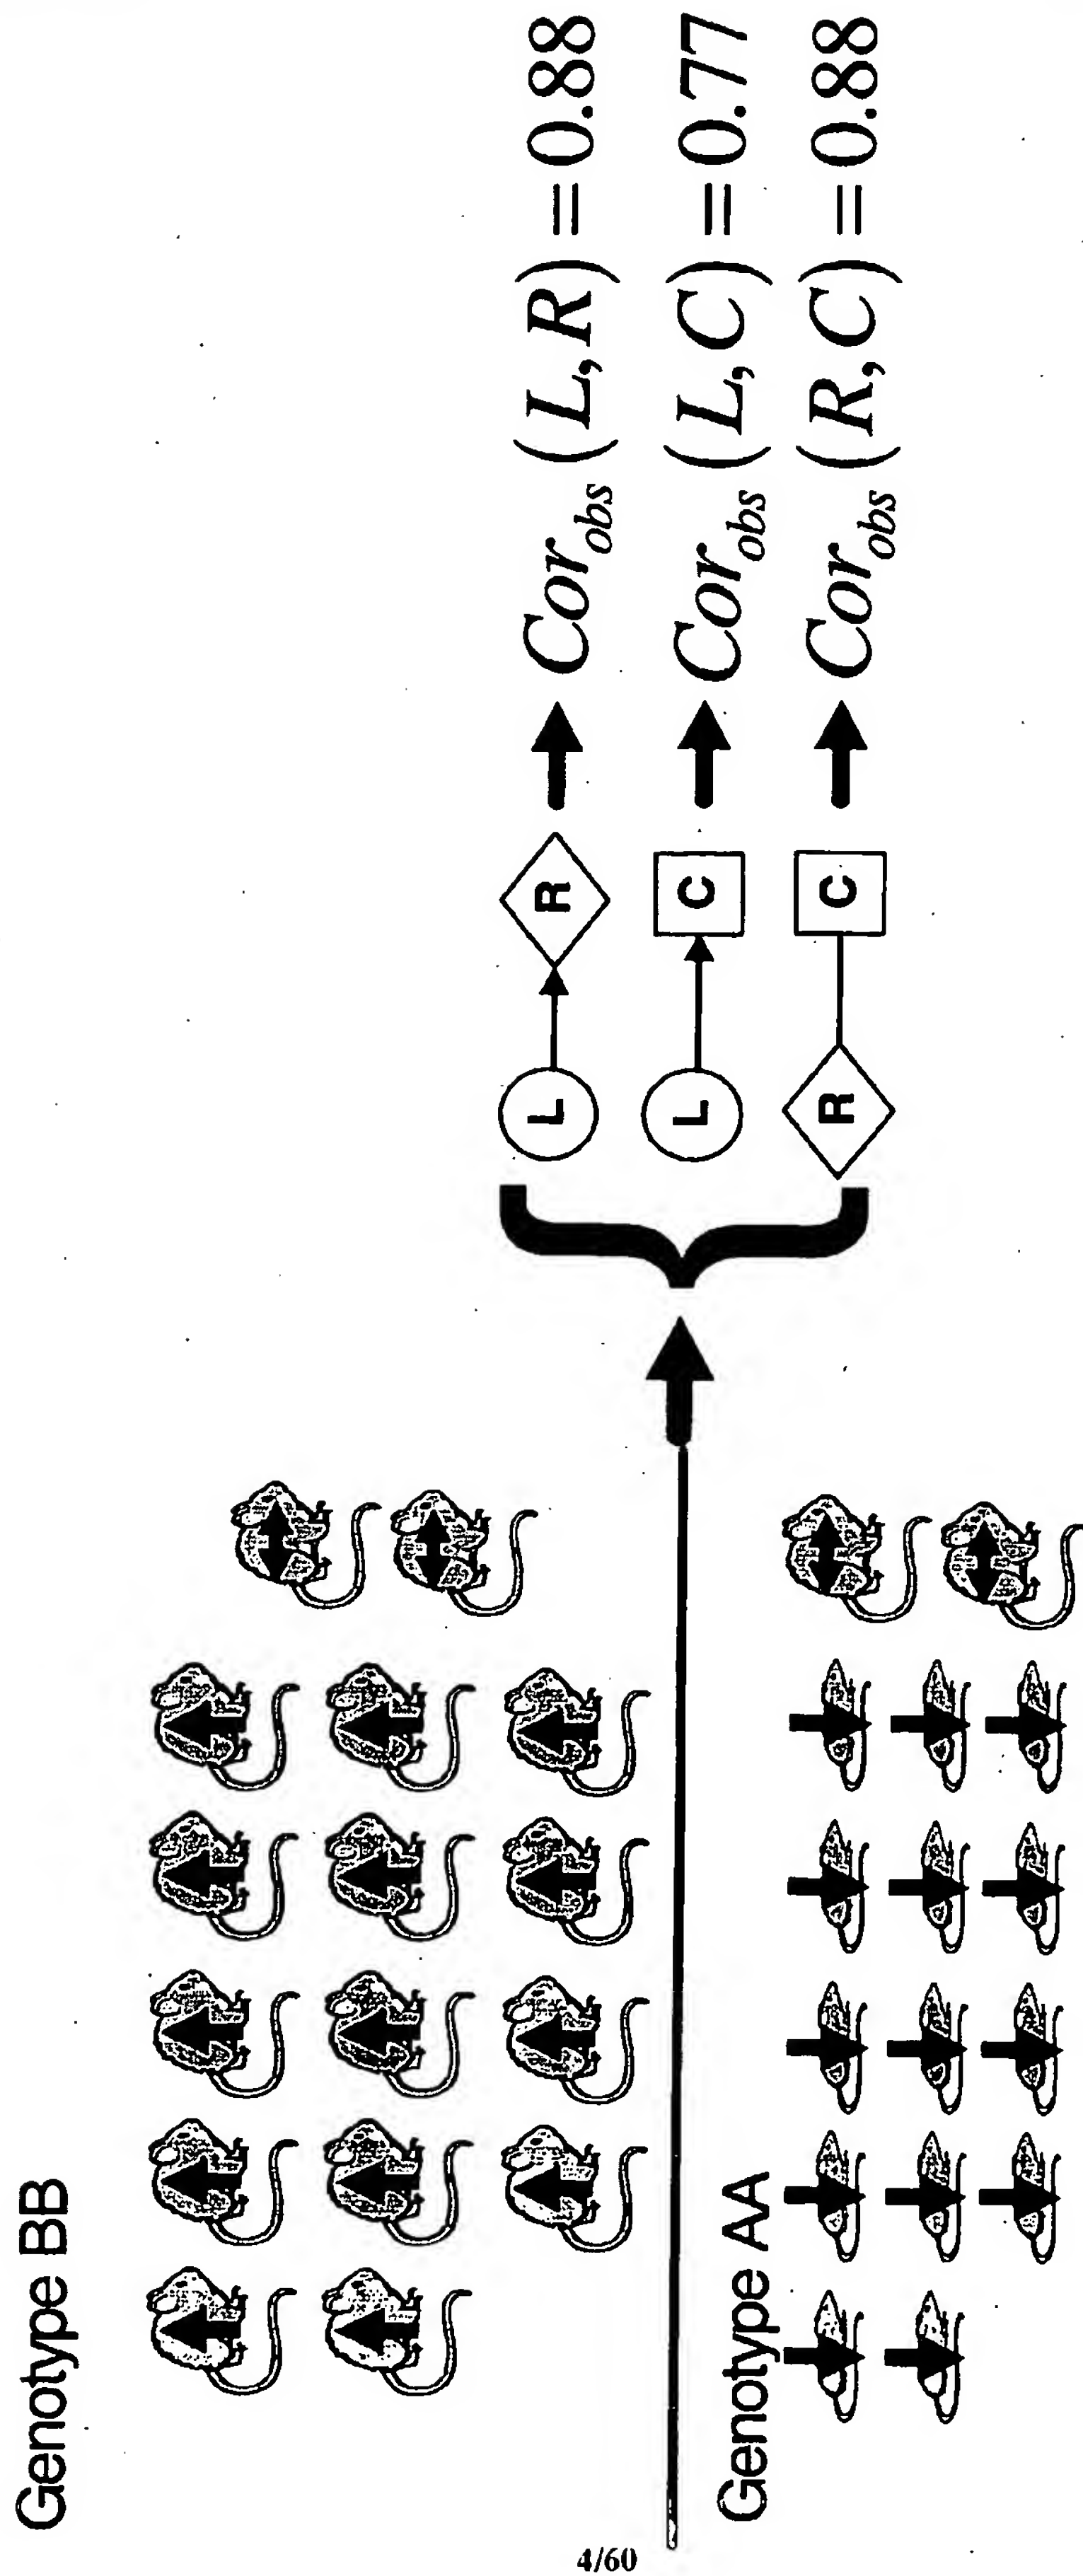 Genotype BB
Genotype AA
L R Cor_obs (L, R) = 0.88
L C Cor_obs (L, C) = 0.77
R C Cor_obs (R, C) = 0.88
4/60